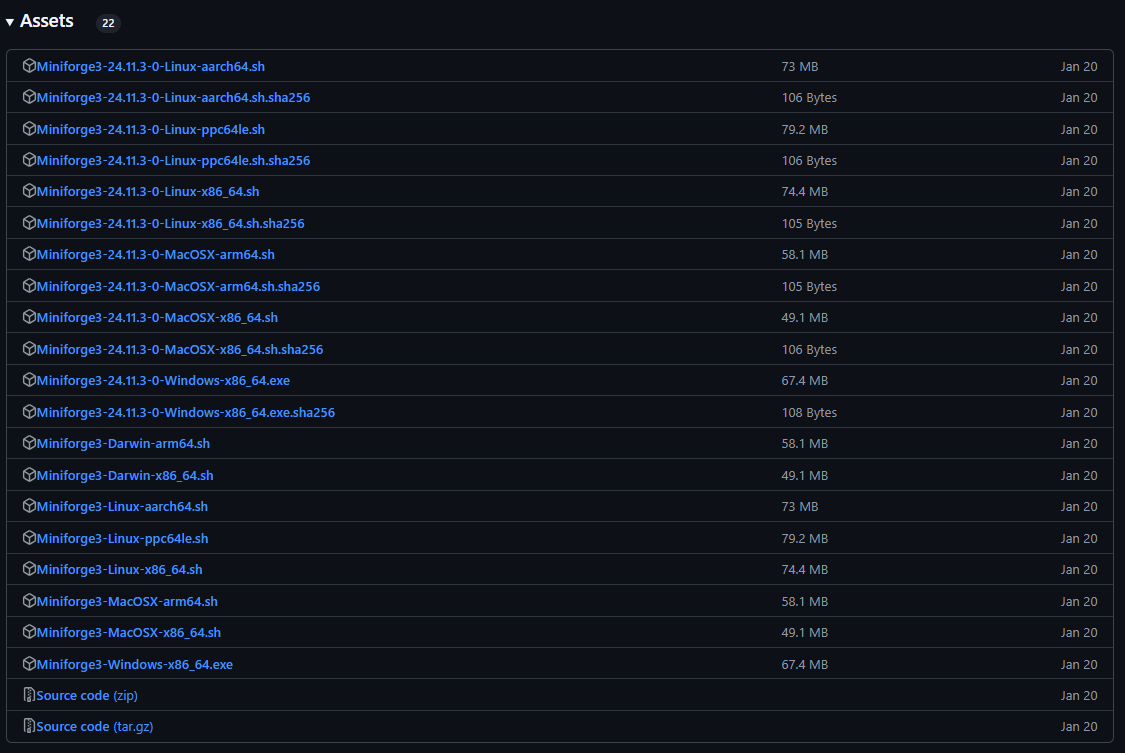 Assets 22
Miniforge3-24.11.3-0-Linux-aarch64.sh 73 MB Jan 20
Miniforge3-24.11.3-0-Linux-aarch64.sh.sha256 106 Bytes Jan 20
Miniforge3-24.11.3-0-Linux-ppc64le.sh 79.2 MB Jan 20
Miniforge3-24.11.3-0-Linux-ppc64le.sh.sha256 106 Bytes Jan 20
Miniforge3-24.11.3-0-Linux-x86_64.sh 74.4 MB Jan 20
Miniforge3-24.11.3-0-Linux-x86_64.sh.sha256 105 Bytes Jan 20
Miniforge3-24.11.3-0-MacOSX-arm64.sh 58.1 MB Jan 20
Miniforge3-24.11.3-0-MacOSX-arm64.sh.sha256 105 Bytes Jan 20
Miniforge3-24.11.3-0-MacOSX-x86_64.sh 49.1 MB Jan 20
Miniforge3-24.11.3-0-MacOSX-x86_64.sh.sha256 106 Bytes Jan 20
Miniforge3-24.11.3-0-Windows-x86_64.exe 67.4 MB Jan 20
Miniforge3-24.11.3-0-Windows-x86_64.exe.sha256 108 Bytes Jan 20
Miniforge3-Darwin-arm64.sh 58.1 MB Jan 20
Miniforge3-Darwin-x86_64.sh 49.1 MB Jan 20
Miniforge3-Linux-aarch64.sh 73 MB Jan 20
Miniforge3-Linux-ppc64le.sh 79.2 MB Jan 20
Miniforge3-Linux-x86_64.sh 74.4 MB Jan 20
Miniforge3-MacOSX-arm64.sh 58.1 MB Jan 20
Miniforge3-MacOSX-x86_64.sh 49.1 MB Jan 20
Miniforge3-Windows-x86_64.exe 67.4 MB Jan 20
Source code (zip) Jan 20
Source code (tar.gz) Jan 20